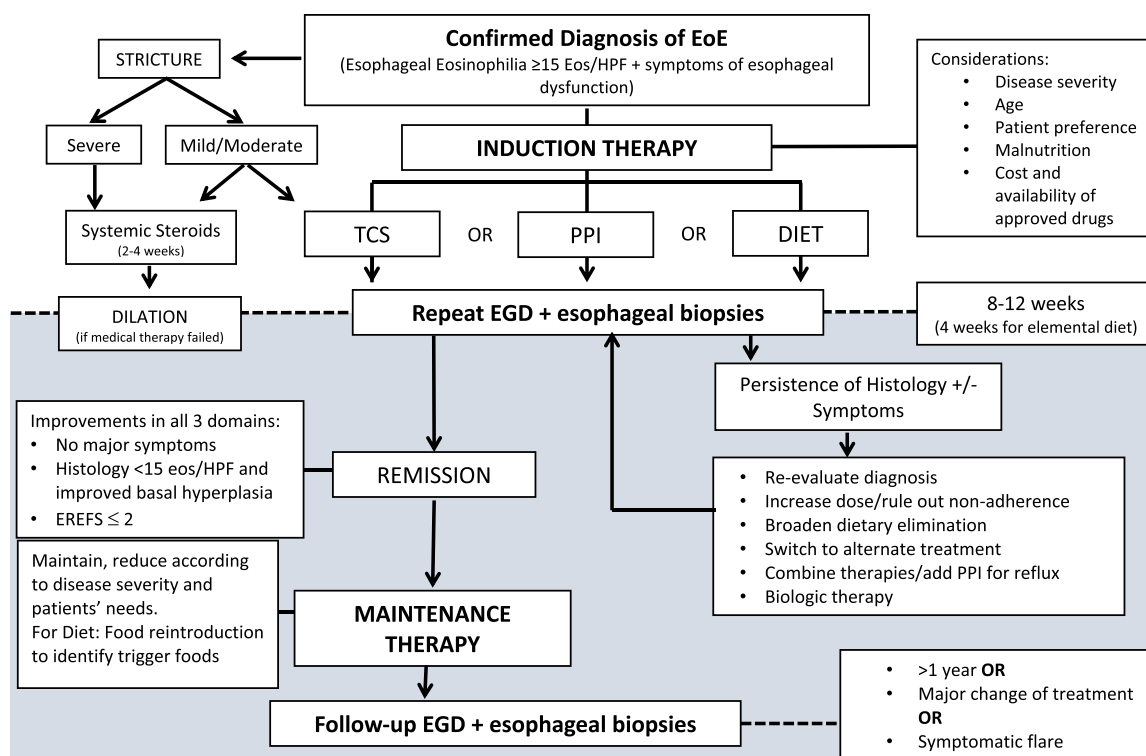 Confirmed Diagnosis of EoE
(Esophageal Eosinophilia ≥15 Eos/HPF + symptoms of esophageal
dysfunction)
STRICTURE
Severe
Mild/Moderate
Systemic Steroids
(2-4 weeks)
DILATION
(if medical therapy failed)
INDUCTION THERAPY
Considerations:
• Disease severity
• Age
• Patient preference
• Malnutrition
• Cost and
availability of
approved drugs
TCS OR PPI OR DIET
Repeat EGD + esophageal biopsies
8-12 weeks
(4 weeks for elemental diet)
Persistence of Histology +/-
Symptoms
• Re-evaluate diagnosis
• Increase dose/rule out non-adherence
• Broaden dietary elimination
• Switch to alternate treatment
• Combine therapies/add PPI for reflux
• Biologic therapy
Improvements in all 3 domains:
• No major symptoms
• Histology <15 eos/HPF and
improved basal hyperplasia
• EREFS ≤ 2
REMISSION
Maintain, reduce according
to disease severity and
patients’ needs.
For Diet: Food reintroduction
to identify trigger foods
MAINTENANCE
THERAPY
Follow-up EGD + esophageal biopsies
• >1 year OR
• Major change of treatment
OR
• Symptomatic flare